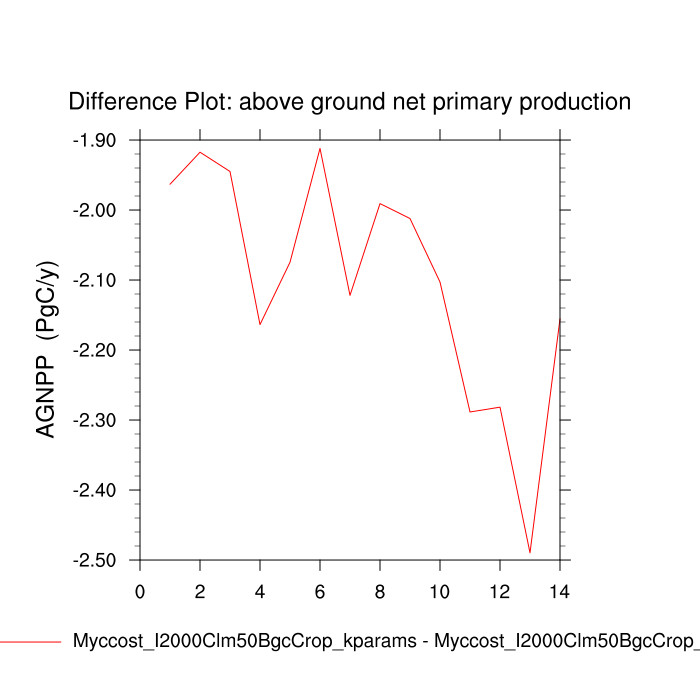 Difference Plot: above ground net primary production
-1.90
-2.00
-2.10
-2.20
-2.30
-2.40
-2.50
AGNPP (PgC/y)
0 2 4 6 8 10 12 14
Myccost_I2000Clm50BgcCrop_kparams - Myccost_I2000Clm50BgcCrop_